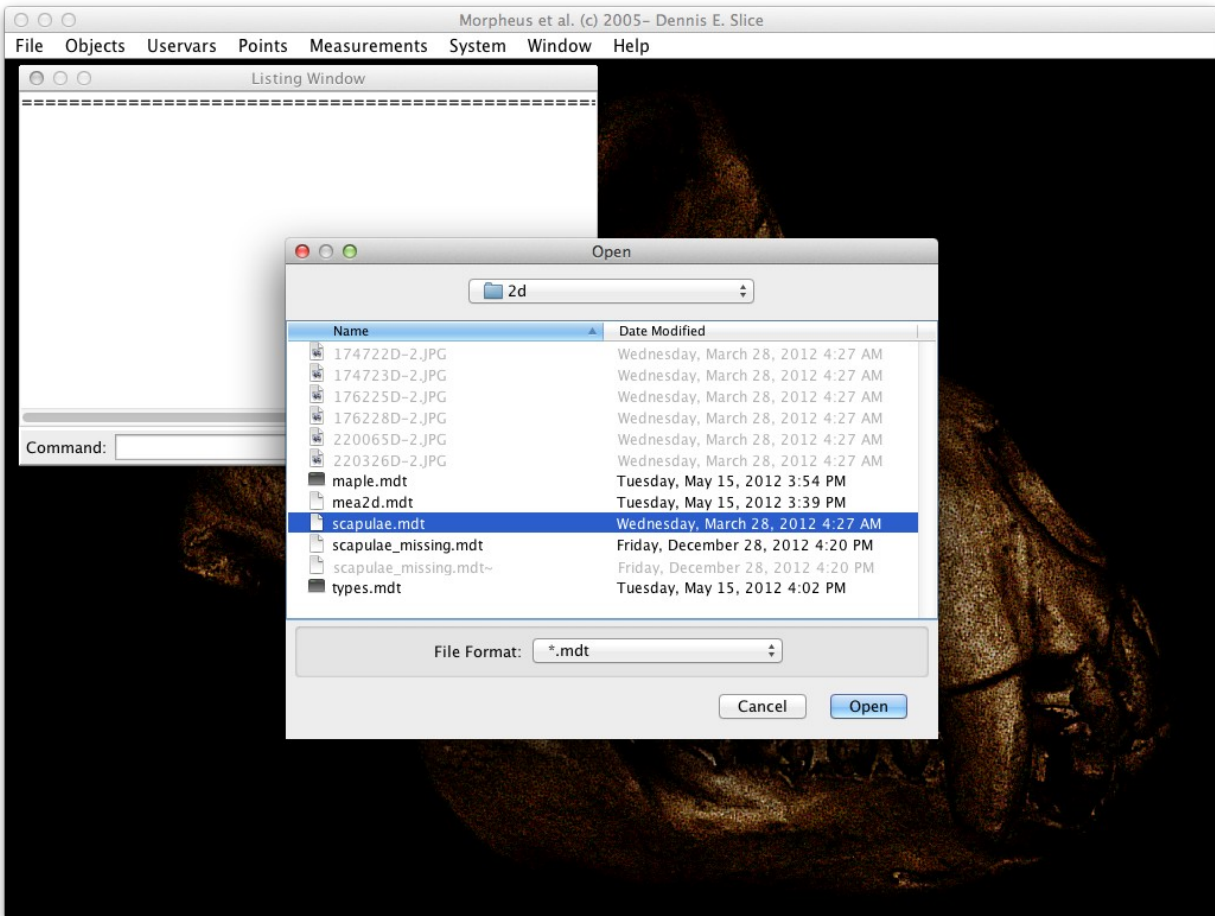 Morpheus et al. (c) 2005- Dennis E. Slice
File Objects Uservars Points Measurements System Window Help
Listing Window
============================================================
Command:
Open
2d
Name Date Modified
174722D-2.JPG Wednesday, March 28, 2012 4:27 AM
174723D-2.JPG Wednesday, March 28, 2012 4:27 AM
176225D-2.JPG Wednesday, March 28, 2012 4:27 AM
176228D-2.JPG Wednesday, March 28, 2012 4:27 AM
220065D-2.JPG Wednesday, March 28, 2012 4:27 AM
220326D-2.JPG Wednesday, March 28, 2012 4:27 AM
maple.mdt Tuesday, May 15, 2012 3:54 PM
mea2d.mdt Tuesday, May 15, 2012 3:39 PM
scapulae.mdt Wednesday, March 28, 2012 4:27 AM
scapulae_missing.mdt Friday, December 28, 2012 4:20 PM
scapulae_missing.mdt~ Friday, December 28, 2012 4:20 PM
types.mdt Tuesday, May 15, 2012 4:02 PM
File Format: *.mdt
Cancel Open